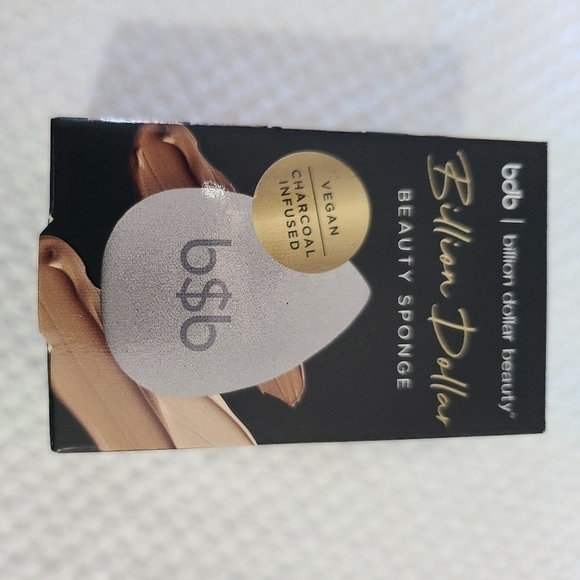 bdb | billion dollar beauty®
Billion Dollar
BEAUTY SPONGE
VEGAN
CHARCOAL
INFUSED
b$b